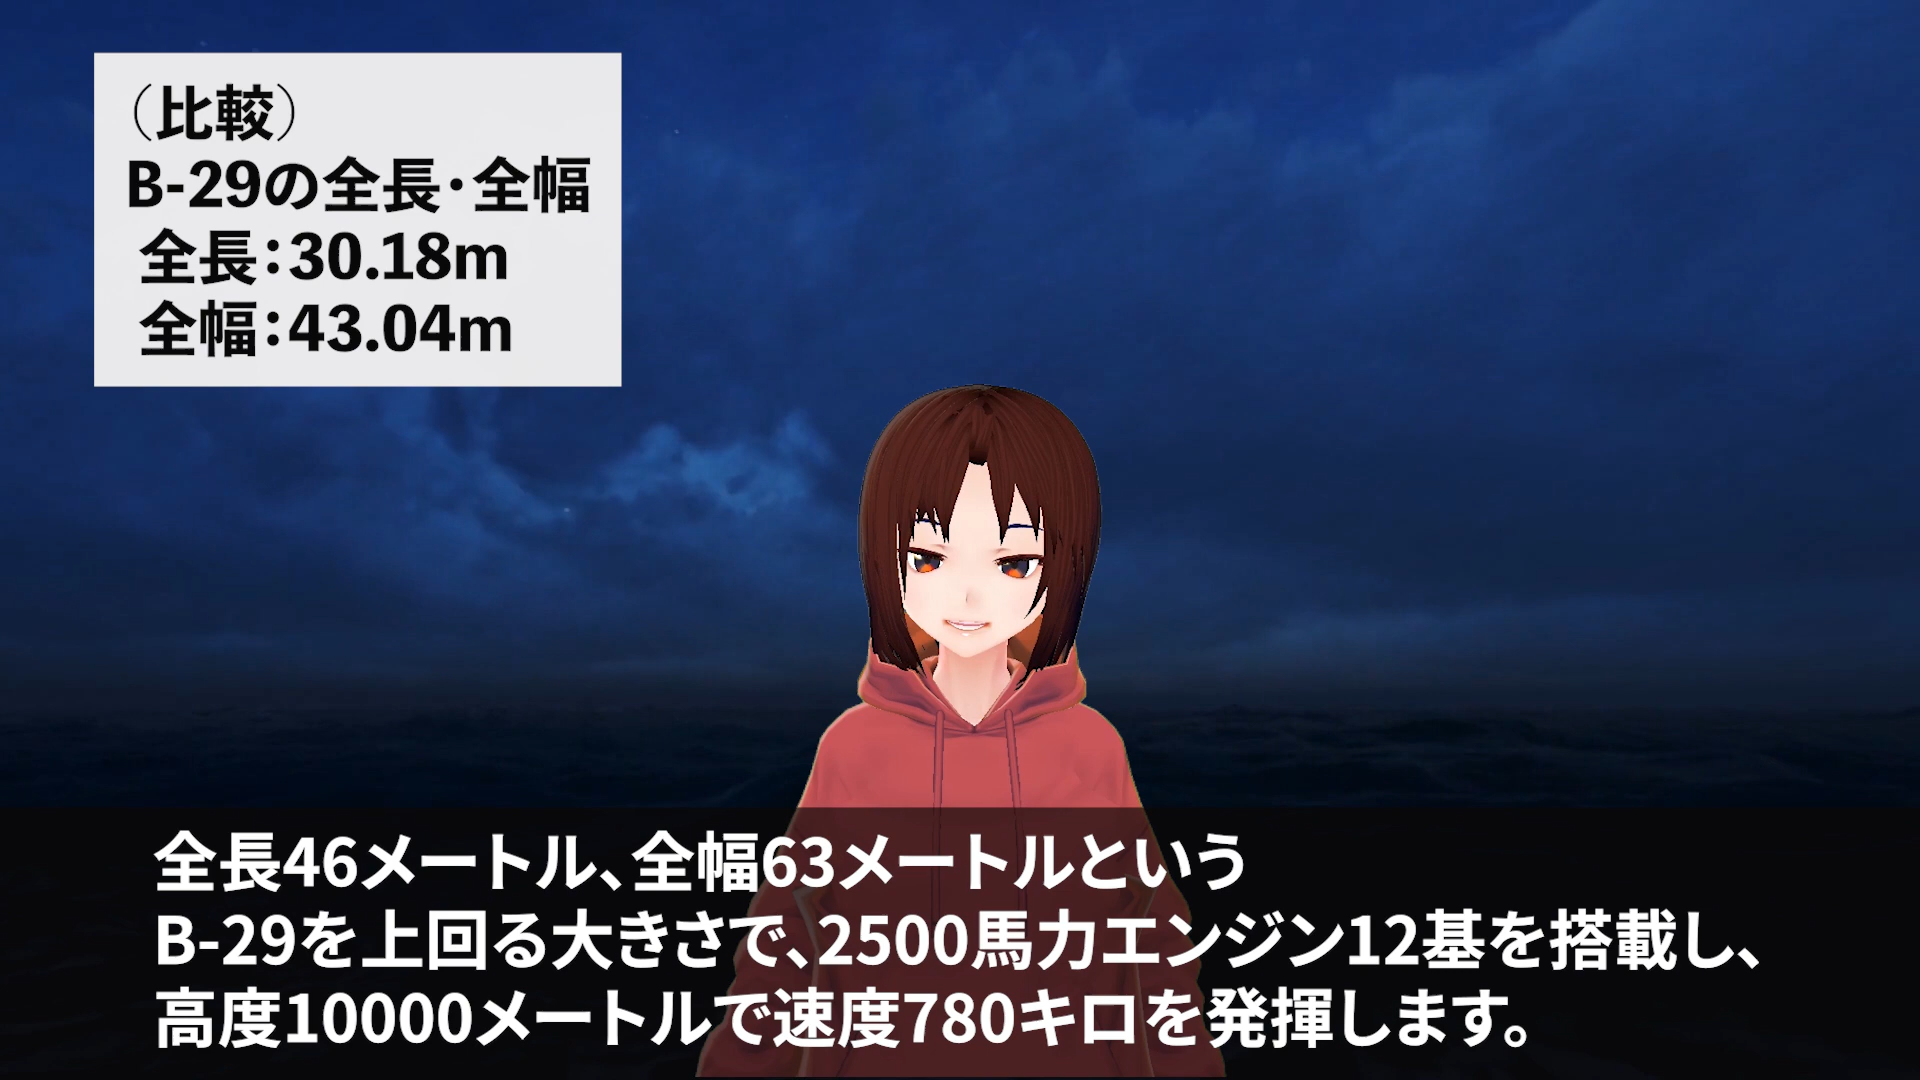 （比較）
B-29の全長･全幅
全長：30.18m
全幅：43.04m
全長46メートル、全幅63メートルという
B-29を上回る大きさで、2500馬力エンジン12基を搭載し、
高度10000メートルで速度780キロを発揮します。